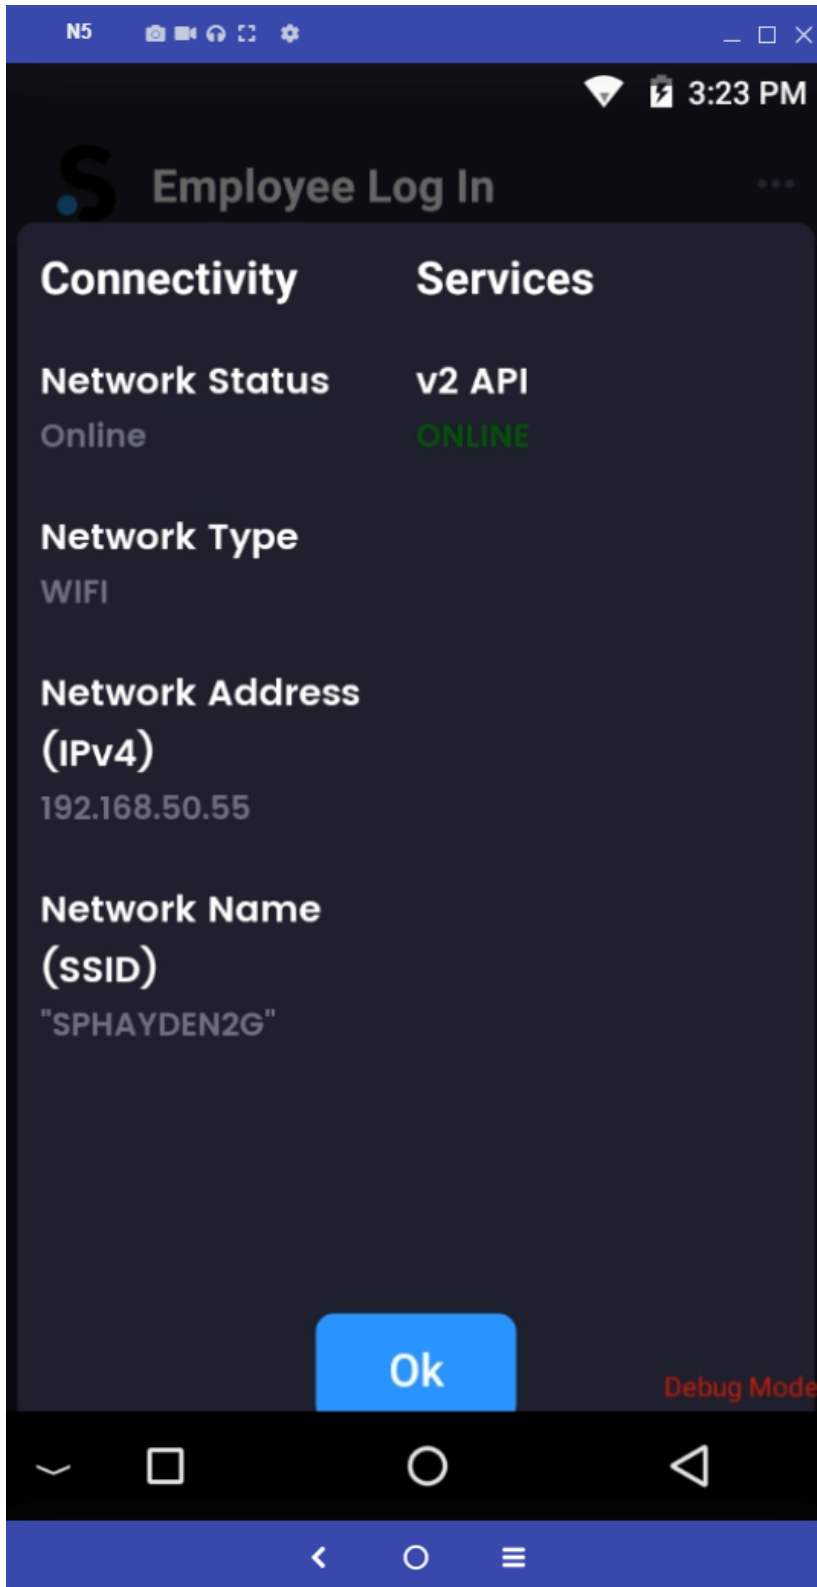 N5
3:23 PM
S Employee Log In
Connectivity
Services
Network Status
v2 API
Online
ONLINE
Network Type
WIFI
Network Address
(IPv4)
192.168.50.55
Network Name
(SSID)
"SPHAYDEN2G"
Ok
Debug Mode